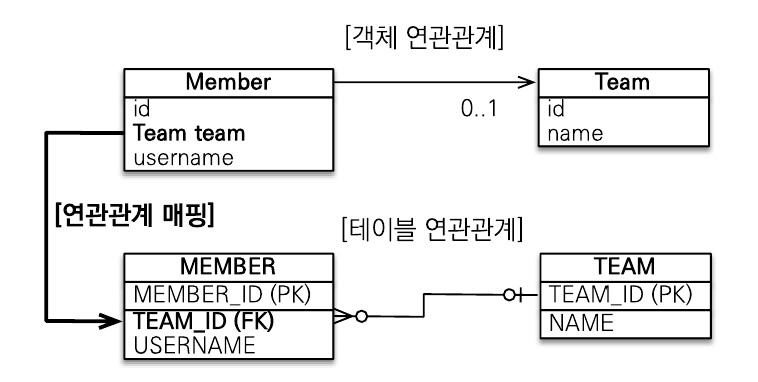 [객체 연관관계]
Member
id
Team team
username
0..1
Team
id
name
[연관관계 매핑]
[테이블 연관관계]
MEMBER
MEMBER_ID (PK)
TEAM_ID (FK)
USERNAME
TEAM
TEAM_ID (PK)
NAME